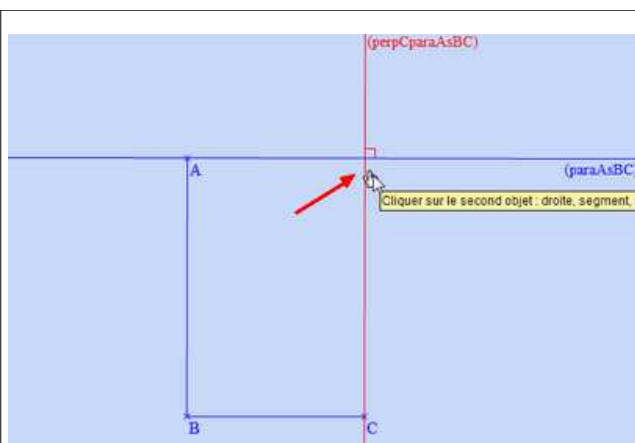 (perpCparaAsBC)
A
(paraAsBC)
Cliquer sur le second objet : droite, segment,
B
C